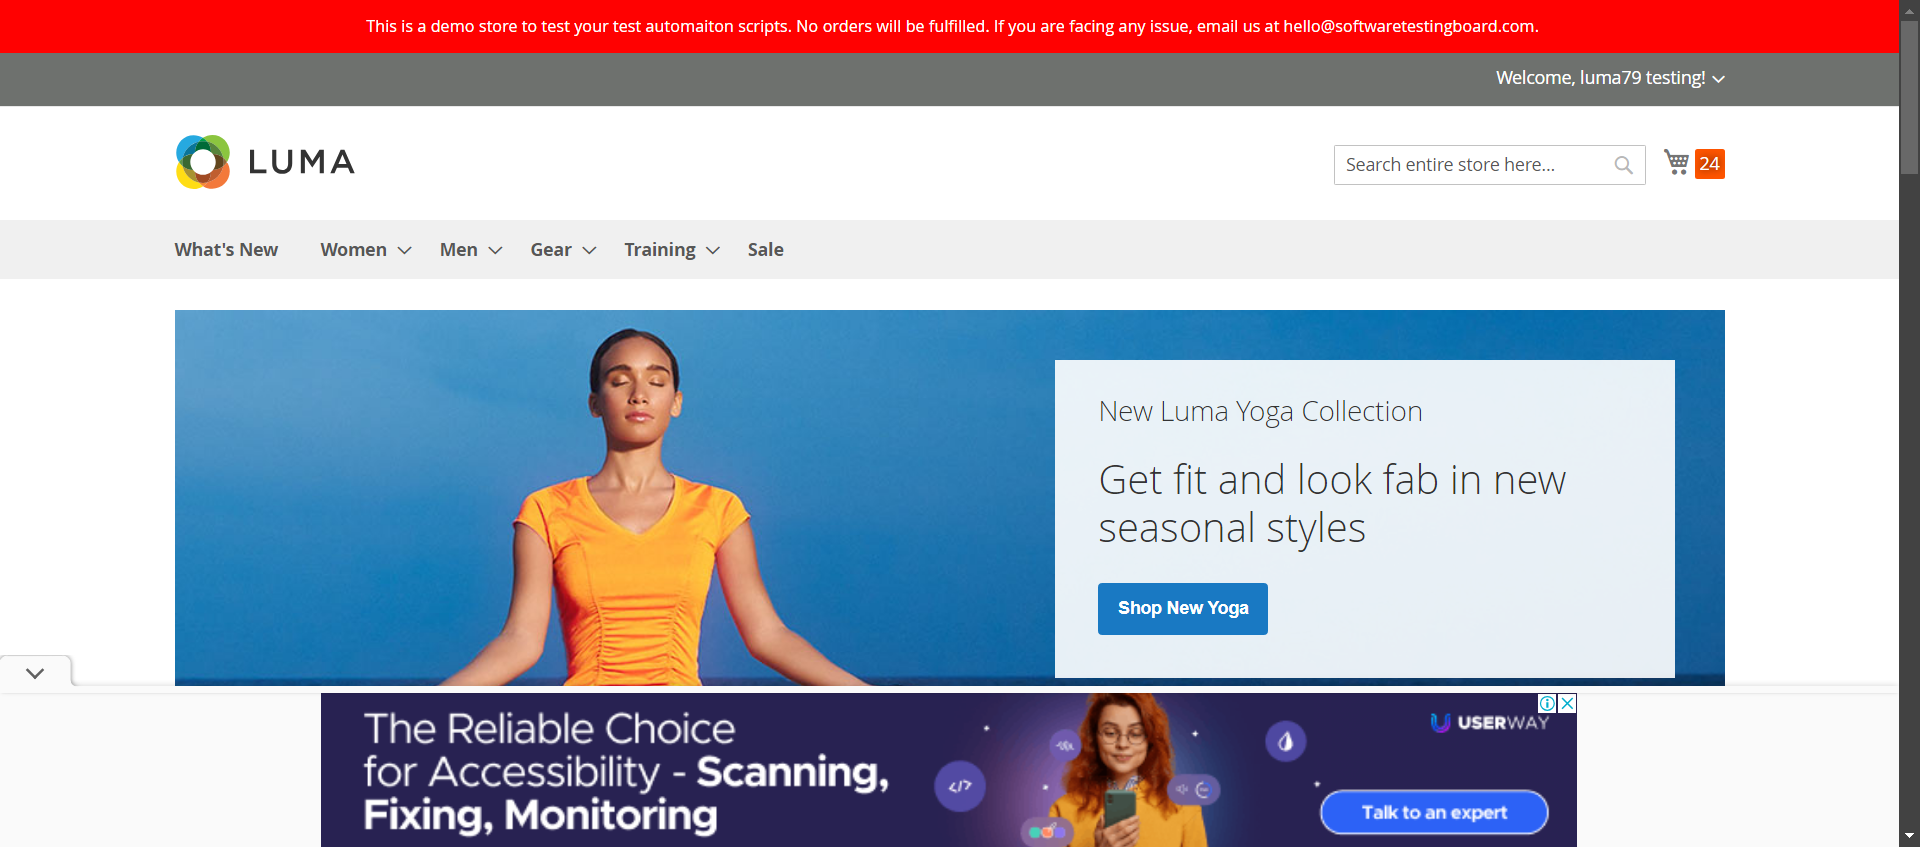 This is a demo store to test your test automaiton scripts. No orders will be fulfilled. If you are facing any issue, email us at hello@softwaretestingboard.com.
Welcome, luma79 testing!
LUMA
Search entire store here...
24
What's New
Women
Men
Gear
Training
Sale
New Luma Yoga Collection
Get fit and look fab in new
seasonal styles
Shop New Yoga
The Reliable Choice
for Accessibility - Scanning,
Fixing, Monitoring
</>
USERWAY
Talk to an expert